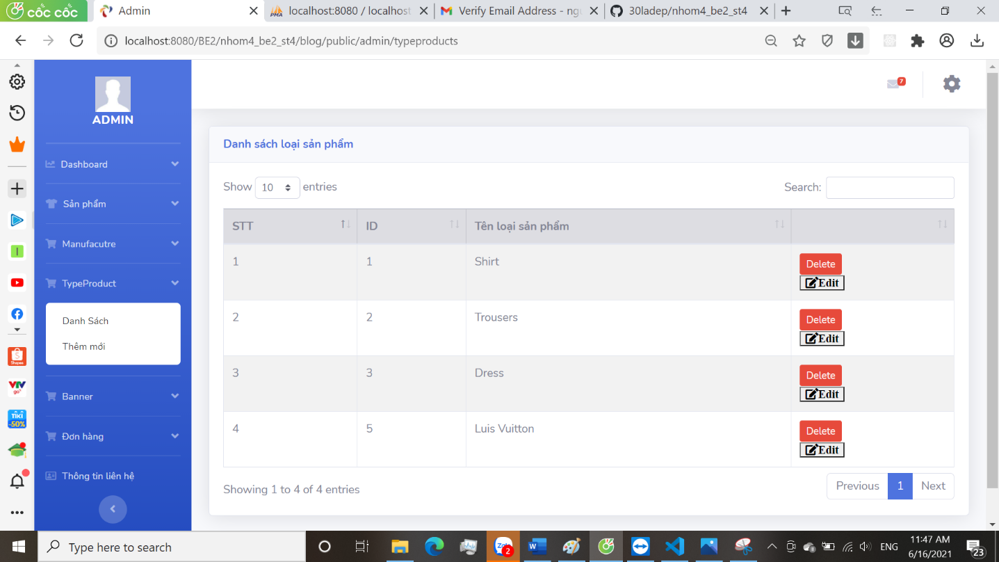 cốc cốc
Admin
localhost:8080 / localhost
Verify Email Address - ngu
30ladep/nhom4_be2_st4
localhost:8080/BE2/nhom4_be2_st4/blog/public/admin/typeproducts
7
ADMIN
Dashboard
Sản phẩm
Manufacutre
TypeProduct
Danh Sách
Thêm mới
Banner
Đơn hàng
Thông tin liên hệ
Danh sách loại sản phẩm
Show 10 entries
Search:
STT ID Tên loại sản phẩm
1 1 Shirt Delete
Edit
2 2 Trousers Delete
Edit
3 3 Dress Delete
Edit
4 5 Luis Vuitton Delete
Edit
Showing 1 to 4 of 4 entries
Previous 1 Next
Type here to search
2
ENG
11:47 AM
6/16/2021
23